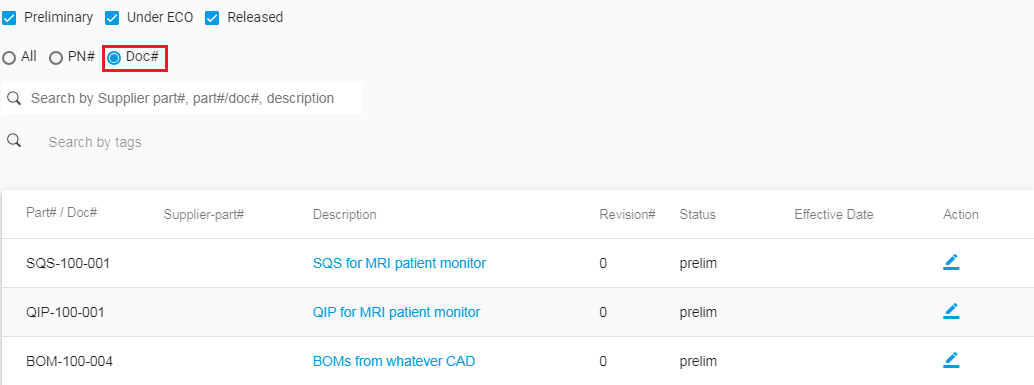 Preliminary Under ECO Released
All PN# Doc#
Search by Supplier part#, part#/doc#, description
Search by tags
Part# / Doc# Supplier-part# Description Revision# Status Effective Date Action
SQS-100-001 SQS for MRI patient monitor 0 prelim
QIP-100-001 QIP for MRI patient monitor 0 prelim
BOM-100-004 BOMs from whatever CAD 0 prelim